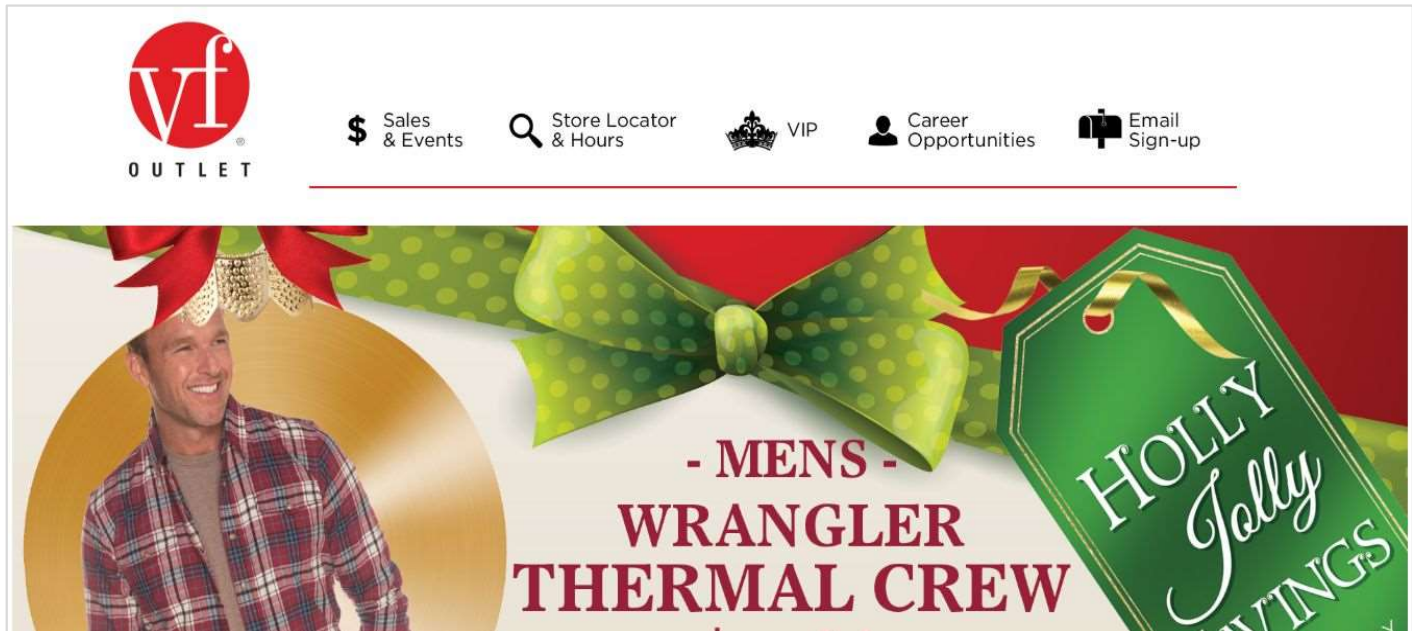 vf
OUTLET
Sales
& Events
Store Locator
& Hours
VIP
Career
Opportunities
Email
Sign-up
- MENS -
WRANGLER
THERMAL CREW
HOLLY
Jolly